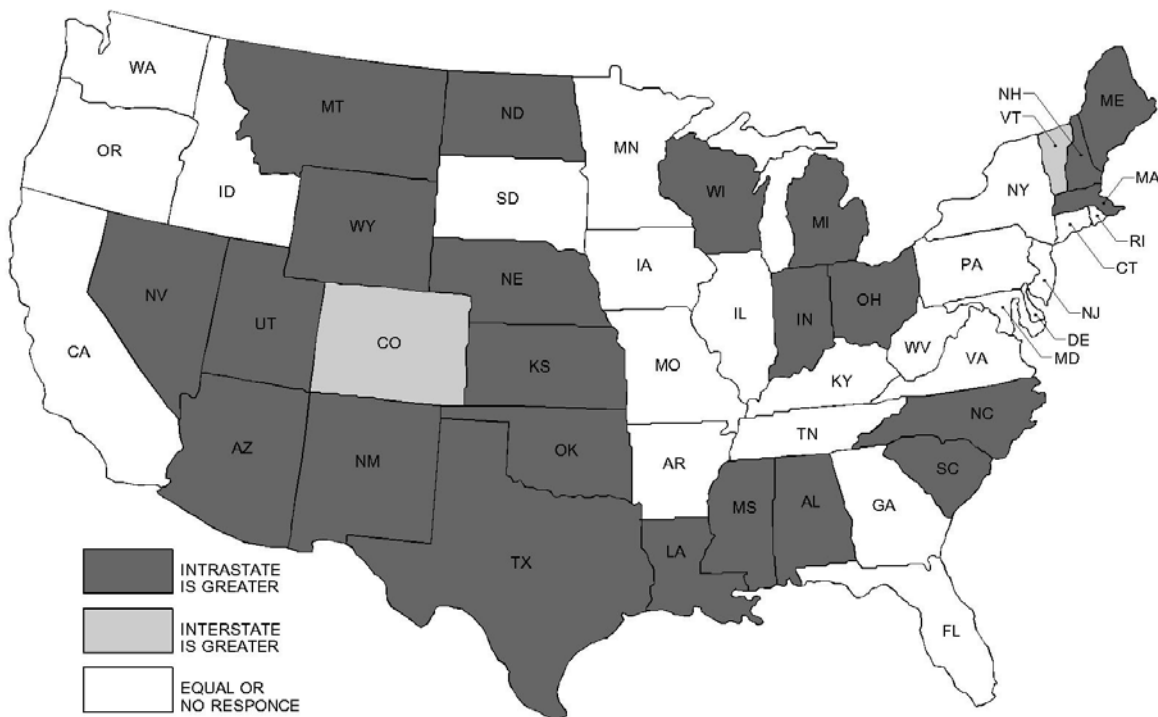 WA
MT
ND
MN
OR
ID
SD
WY
WI
MI
NY
NH
VT
ME
MA
RI
CT
NJ
DE
MD
PA
NV
UT
CO
NE
IA
IL
IN
OH
WV
VA
CA
KS
MO
KY
NC
TN
SC
AZ
NM
OK
AR
MS
AL
GA
TX
LA
FL
INTRASTATE
IS GREATER
INTERSTATE
IS GREATER
EQUAL OR
NO RESPONCE